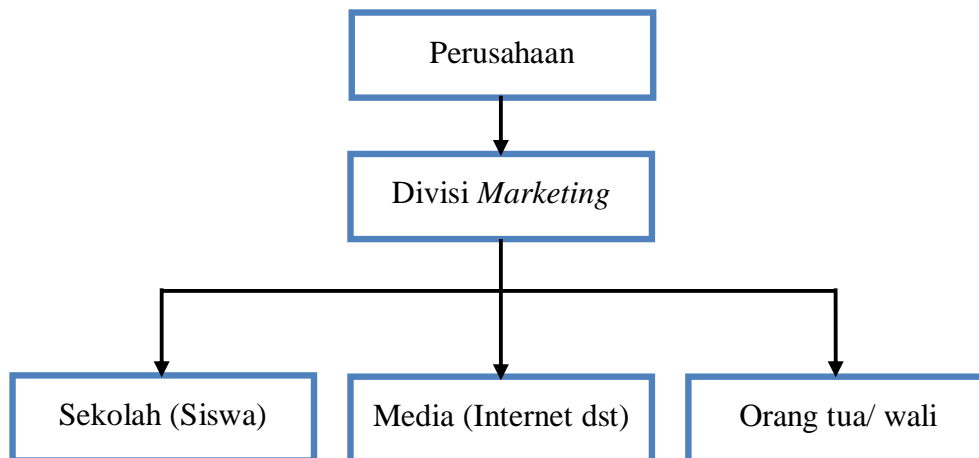 Perusahaan
Divisi Marketing
Sekolah (Siswa)
Media (Internet dst)
Orang tua/ wali